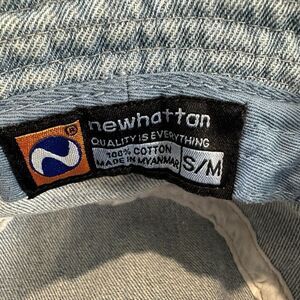 ®
newhattan
QUALITY IS EVERYTHING
100% COTTON
MADE IN MYANMAR
S/M